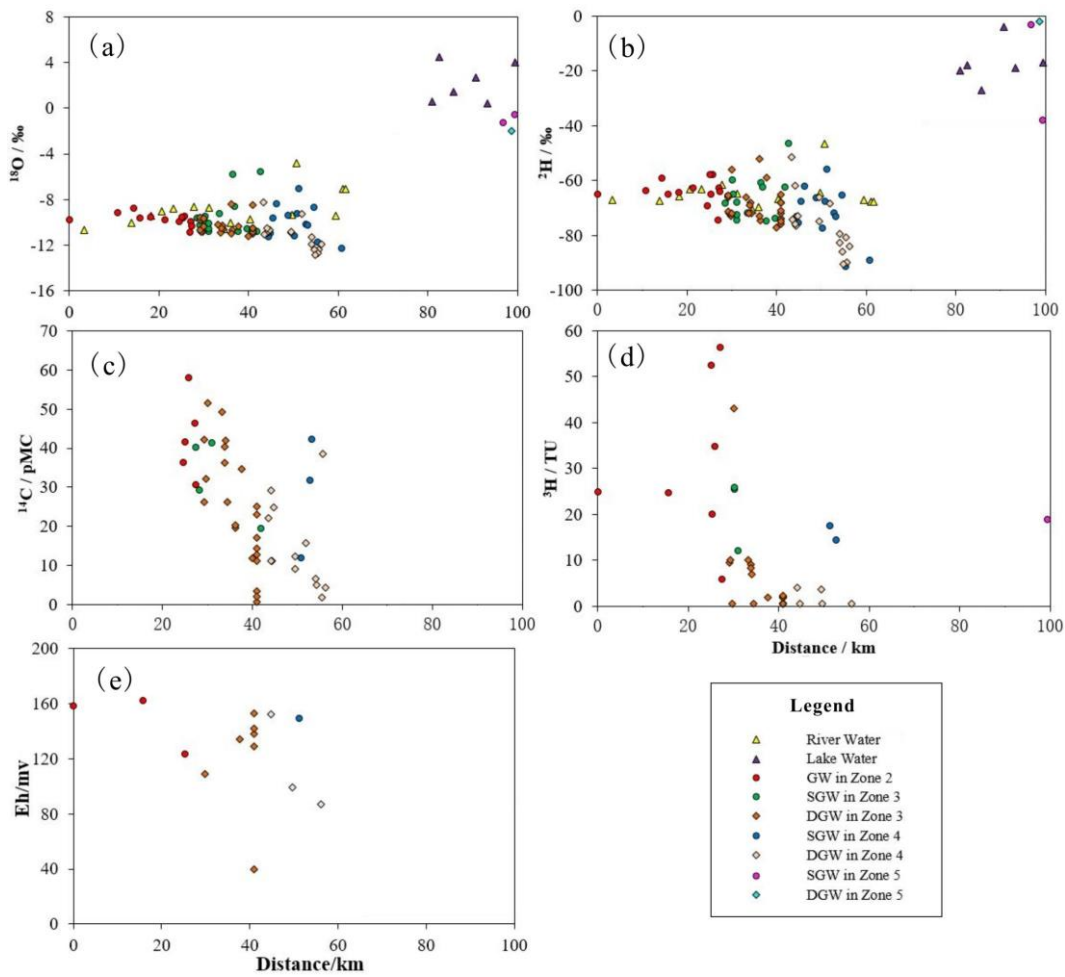 (a)
¹⁸O / ‰
8
4
0
-4
-8
-12
-16
0 20 40 60 80 100
(b)
²H / ‰
0
-20
-40
-60
-80
-100
0 20 40 60 80 100
(c)
¹⁴C / pMC
70
60
50
40
30
20
10
0
0 20 40 60 80 100
(d)
³H / TU
60
50
40
30
20
10
0
0 20 40 60 80 100
Distance / km
(e)
Eh/mv
200
160
120
80
40
0
0 20 40 60 80 100
Distance/km
Legend
River Water
Lake Water
GW in Zone 2
SGW in Zone 3
DGW in Zone 3
SGW in Zone 4
DGW in Zone 4
SGW in Zone 5
DGW in Zone 5